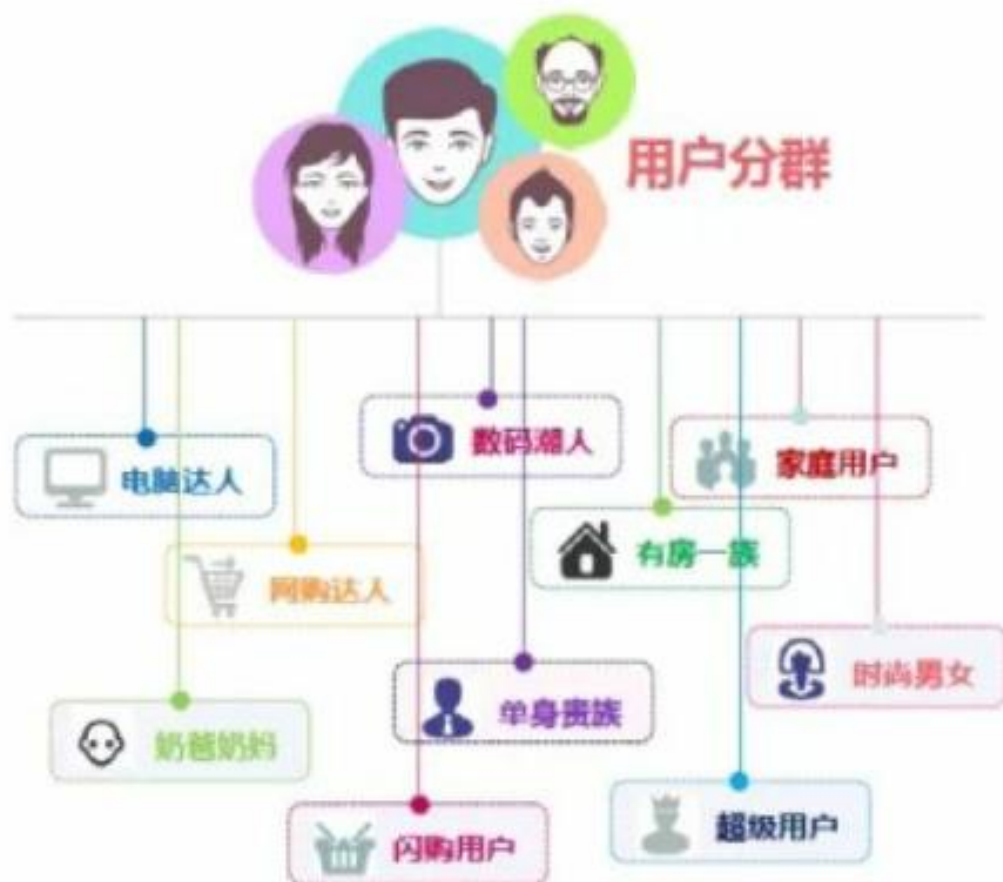 用户分群
数码潮人
家庭用户
电脑达人
有房一族
网购达人
时尚男女
单身贵族
奶爸奶妈
超级用户
闪购用户